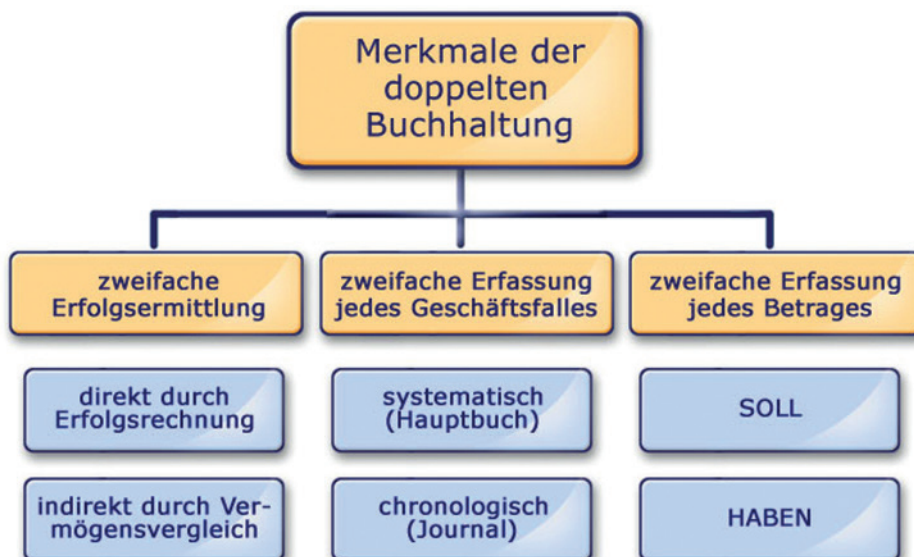 Merkmale der
doppelten
Buchhaltung
zweifache
Erfolgsermittlung
zweifache Erfassung
jedes Geschäftsfalles
zweifache Erfassung
jedes Betrages
direkt durch
Erfolgsrechnung
systematisch
(Hauptbuch)
SOLL
indirekt durch Ver-
mögensvergleich
chronologisch
(Journal)
HABEN